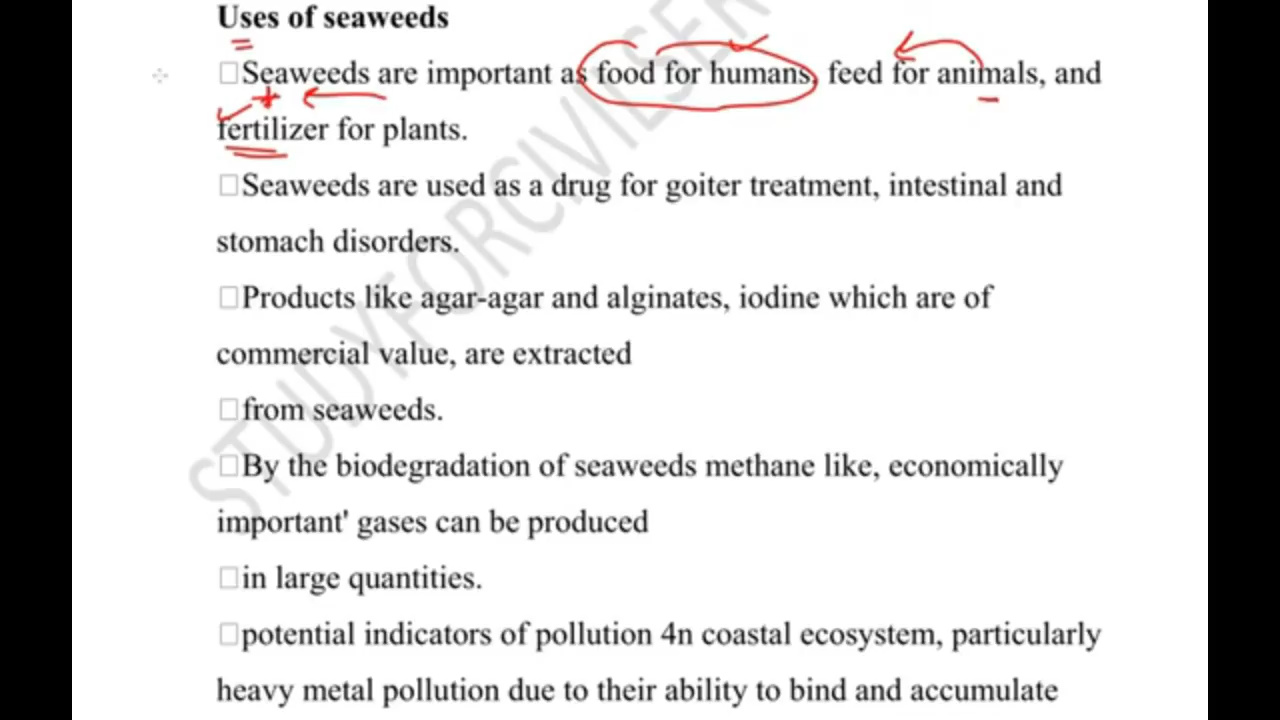 Uses of seaweeds
□Seaweeds are important as food for humans, feed for animals, and
fertilizer for plants.
□Seaweeds are used as a drug for goiter treatment, intestinal and
stomach disorders.
□Products like agar-agar and alginates, iodine which are of
commercial value, are extracted
□from seaweeds.
□By the biodegradation of seaweeds methane like, economically
important' gases can be produced
□in large quantities.
□potential indicators of pollution 4n coastal ecosystem, particularly
heavy metal pollution due to their ability to bind and accumulate
STUDYFORCIVILSER